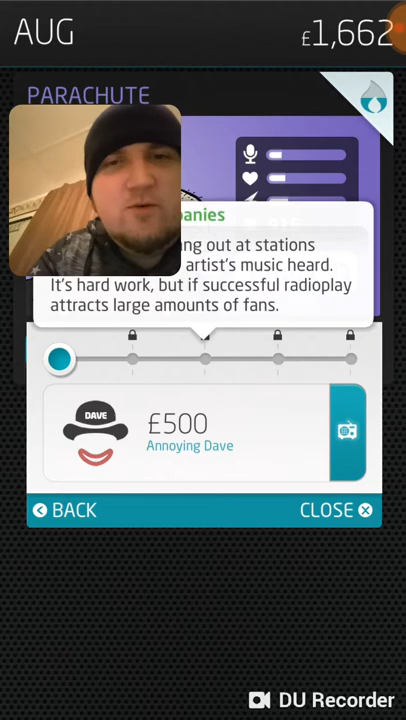 AUG
£1,662
PARACHUTE
panies
ing out at stations
artist's music heard.
It's hard work, but if successful radioplay
attracts large amounts of fans.
DAVE
£500
Annoying Dave
BACK
CLOSE
DU Recorder